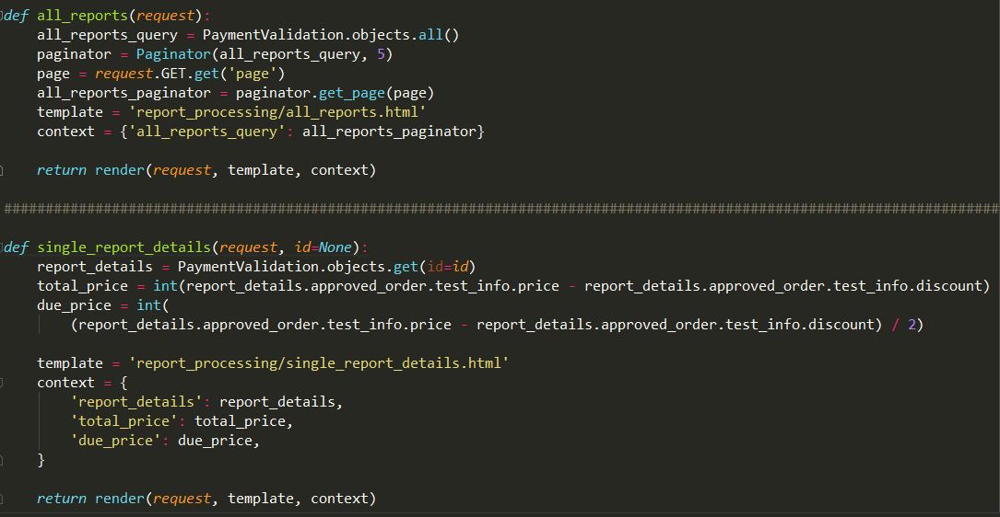 def all_reports(request):
    all_reports_query = PaymentValidation.objects.all()
    paginator = Paginator(all_reports_query, 5)
    page = request.GET.get('page')
    all_reports_paginator = paginator.get_page(page)
    template = 'report_processing/all_reports.html'
    context = {'all_reports_query': all_reports_paginator}

    return render(request, template, context)

########################################################################################################################

def single_report_details(request, id=None):
    report_details = PaymentValidation.objects.get(id=id)
    total_price = int(report_details.approved_order.test_info.price - report_details.approved_order.test_info.discount)
    due_price = int(
        (report_details.approved_order.test_info.price - report_details.approved_order.test_info.discount) / 2)

    template = 'report_processing/single_report_details.html'
    context = {
        'report_details': report_details,
        'total_price': total_price,
        'due_price': due_price,
    }

    return render(request, template, context)